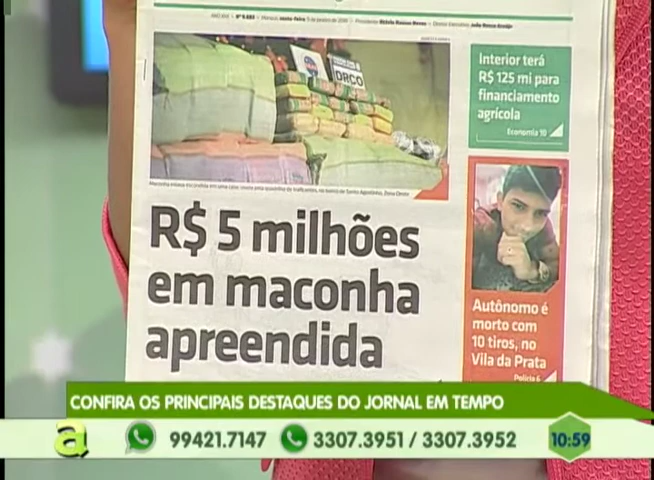 R$ 5 milhões
em maconha
apreendida
DRCO
Interior terá
R$ 125 mi para
financiamento
agrícola
Economia 10
Autônomo é
morto com
10 tiros, no
Vila da Prata
Polícia 6
CONFIRA OS PRINCIPAIS DESTAQUES DO JORNAL EM TEMPO
a 99421.7147 3307.3951 / 3307.3952 10:59